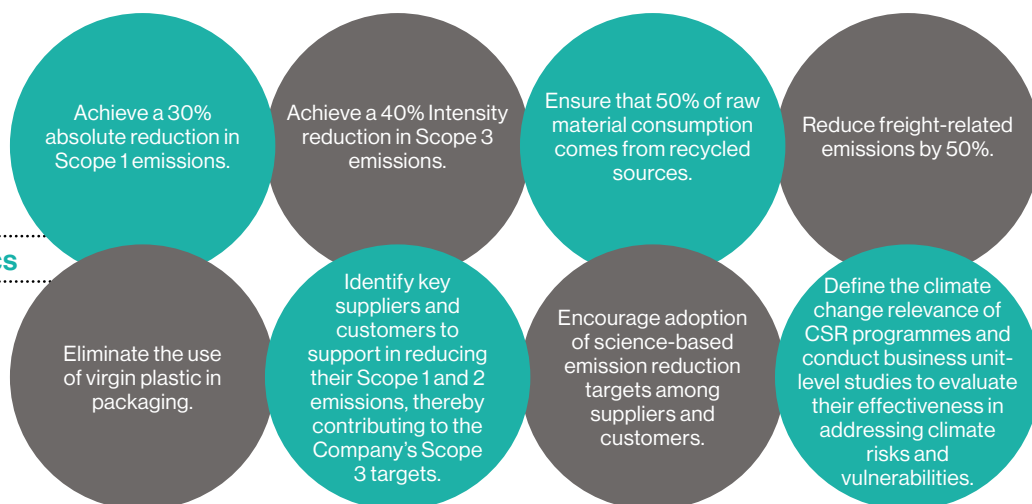 Achieve a 30%
absolute reduction in
Scope 1 emissions.
Achieve a 40% Intensity
reduction in Scope 3
emissions.
Ensure that 50% of raw
material consumption
comes from recycled
sources.
Reduce freight-related
emissions by 50%.
Eliminate the use
of virgin plastic in
packaging.
Identify key
suppliers and
customers to
support in reducing
their Scope 1 and 2
emissions, thereby
contributing to the
Company’s Scope
3 targets.
Encourage adoption
of science-based
emission reduction
targets among
suppliers and
customers.
Define the climate
change relevance of
CSR programmes and
conduct business unit-
level studies to evaluate
their effectiveness in
addressing climate
risks and
vulnerabilities.